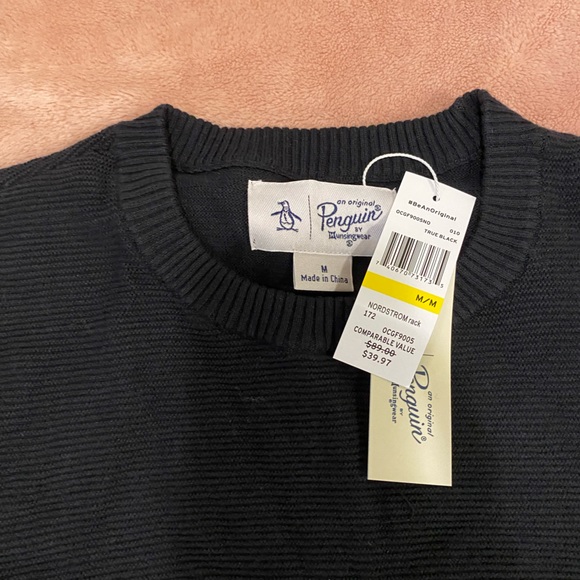 an original
Penguin®
BY
Munsingwear
®
M
Made in China
#BeAnOriginal
OCGF9005NO 010
TRUE BLACK
M/M
NORDSTROM rack
172 OCGF9005
COMPARABLE VALUE
$89.00
$39.97
an original
Penguin®
BY
Munsingwear